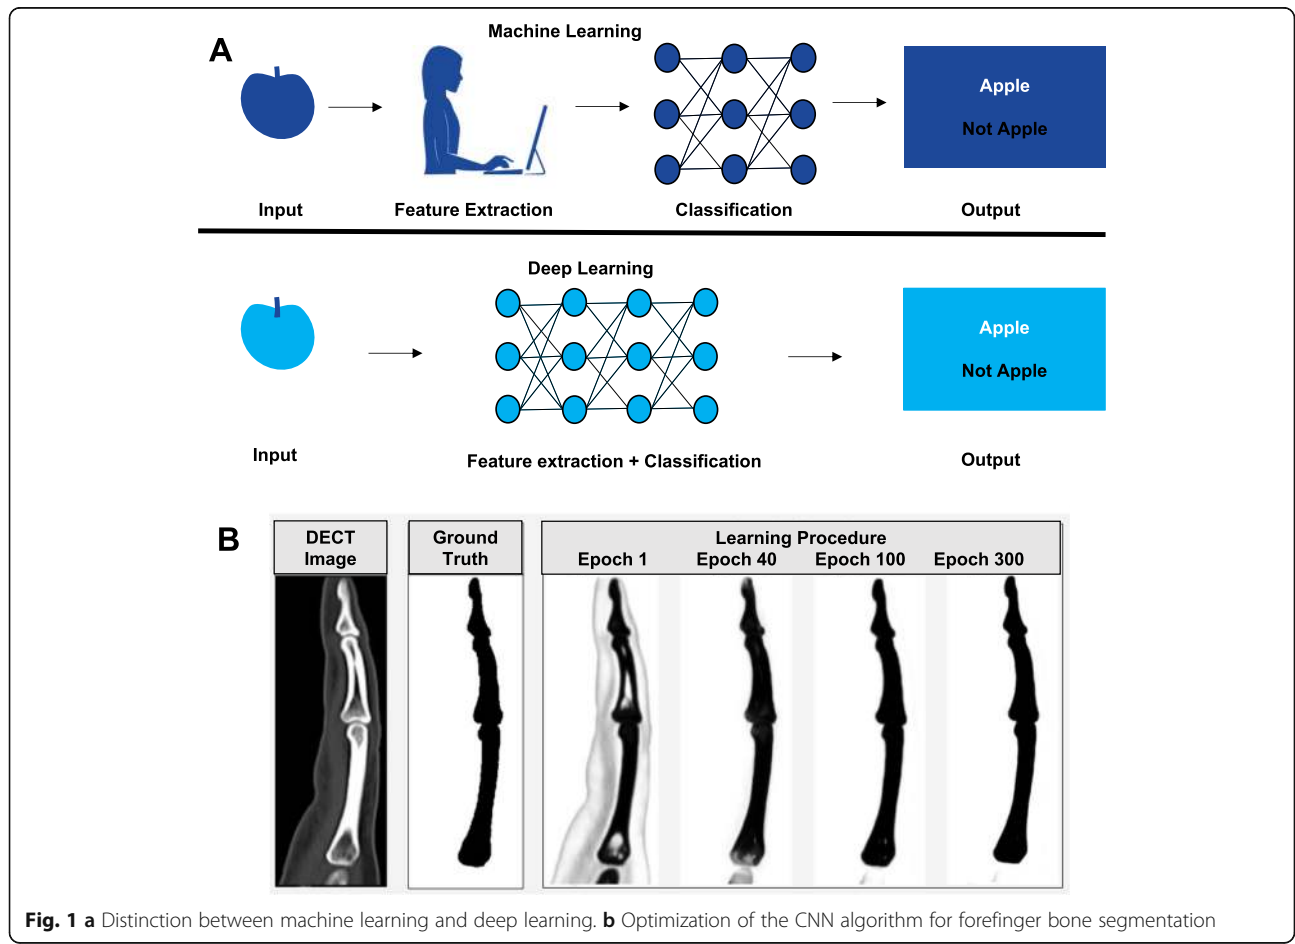 A
Machine Learning
Apple
Not Apple
Input
Feature Extraction
Classification
Output
Deep Learning
Apple
Not Apple
Input
Feature extraction + Classification
Output
B
DECT
Image
Ground
Truth
Learning Procedure
Epoch 1
Epoch 40
Epoch 100
Epoch 300
Fig. 1 a Distinction between machine learning and deep learning. b Optimization of the CNN algorithm for forefinger bone segmentation